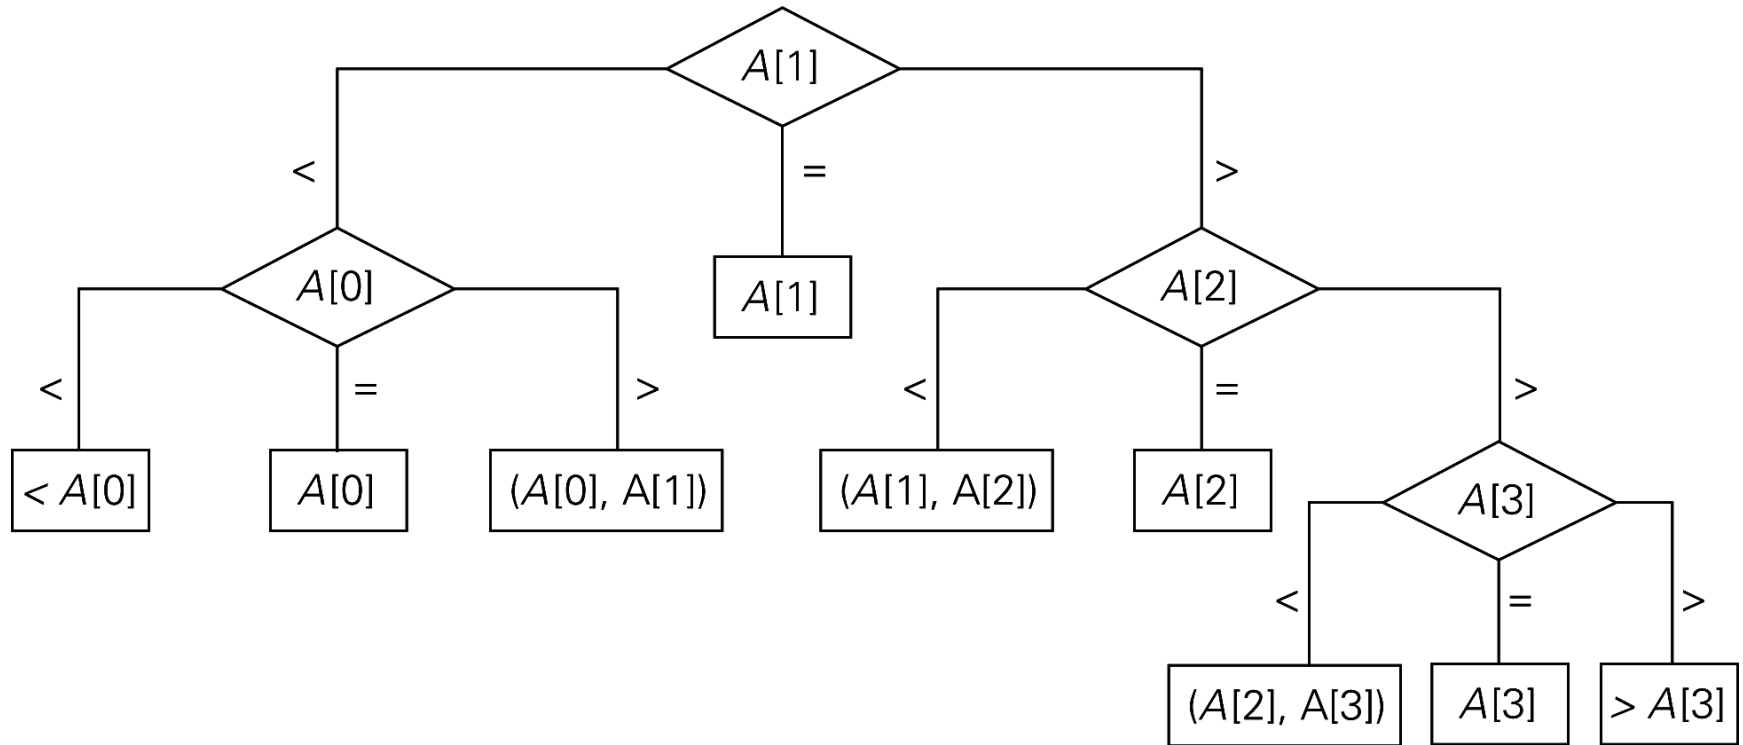 A[1]
< = >
A[0] A[1] A[2]
< = > < = >
< A[0] A[0] (A[0], A[1]) (A[1], A[2]) A[2] A[3]
< = >
(A[2], A[3]) A[3] > A[3]